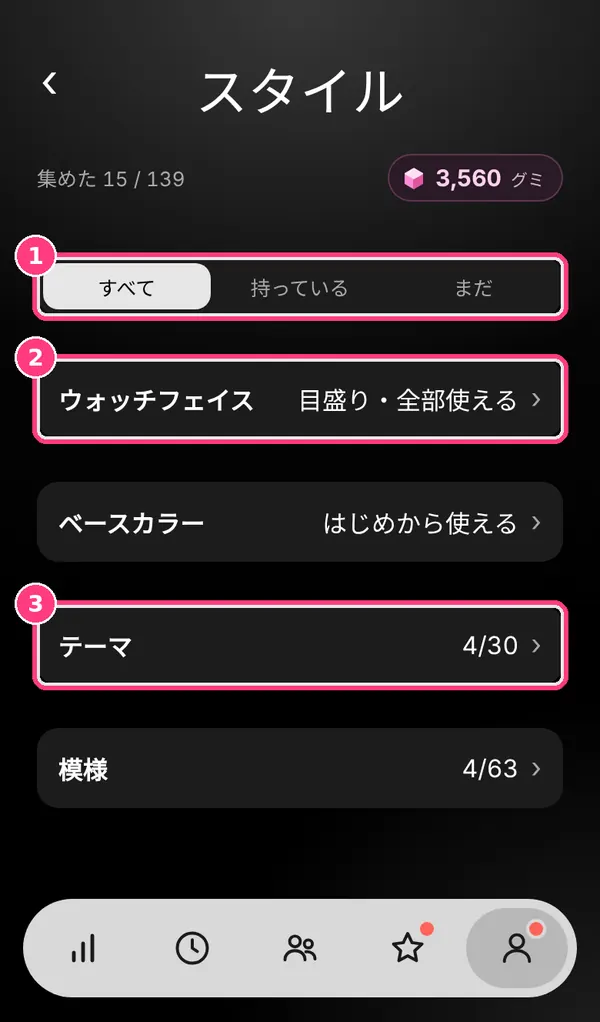 スタイル
集めた 15 / 139
3,560 グミ
1
すべて 持っている まだ
2
ウォッチフェイス 目盛り・全部使える
ベースカラー はじめから使える
3
テーマ 4/30
模様 4/63